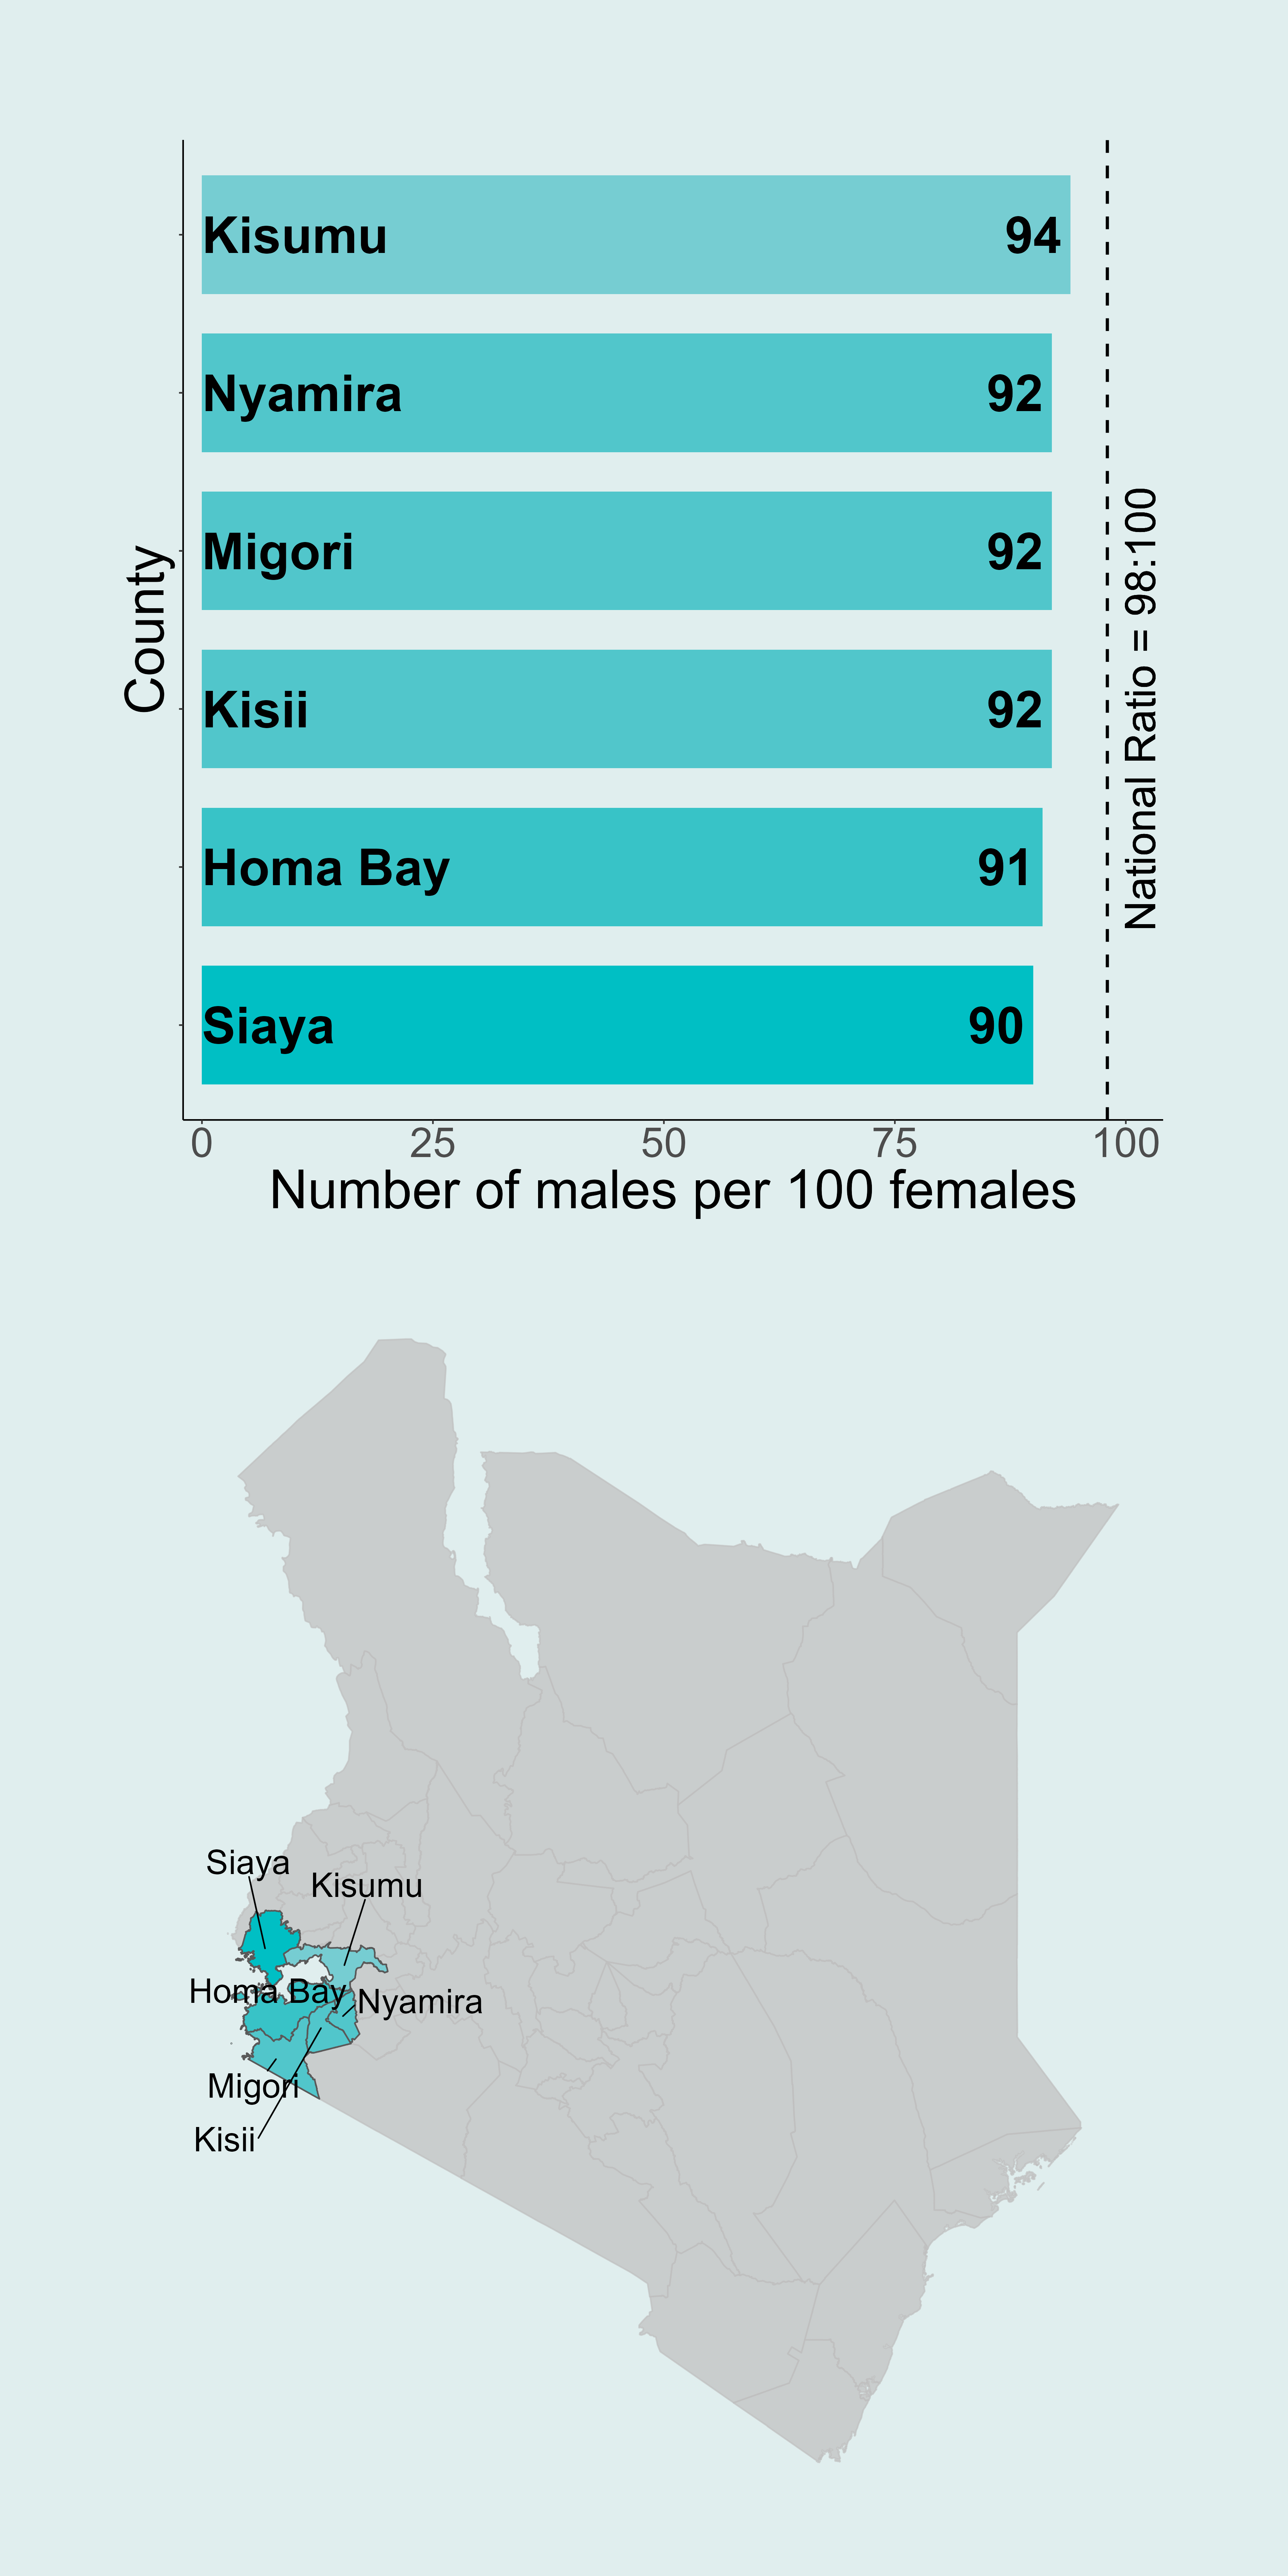 Kisumu 94
Nyamira 92
Migori 92
Kisii 92
Homa Bay 91
Siaya 90
County
National Ratio = 98:100
0 25 50 75 100
Number of males per 100 females
Siaya
Kisumu
Homa Bay
Nyamira
Migori
Kisii